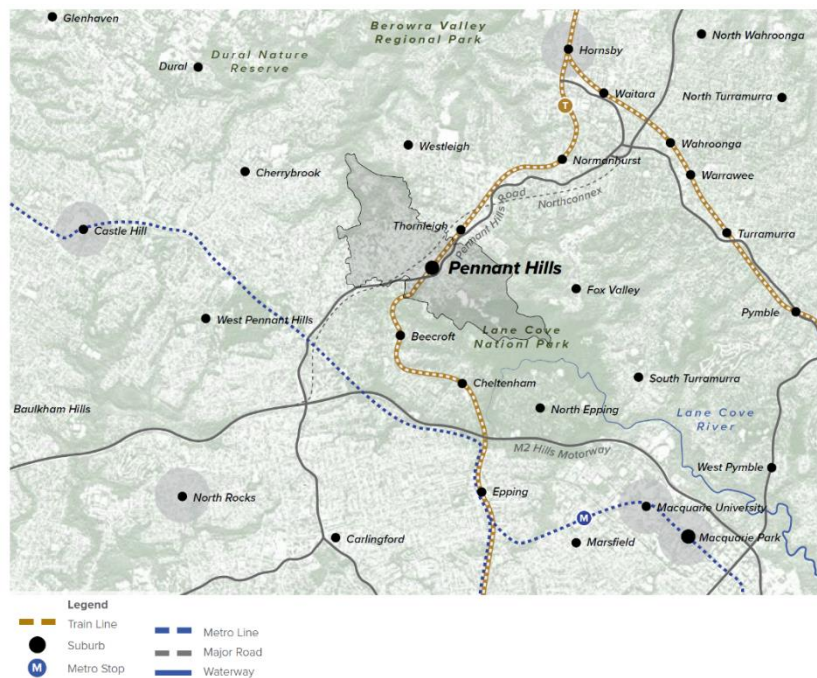 Glenhaven
Berowra Valley
Regional Park
Hornsby
North Wahroonga
Dural Nature
Reserve
Dural
Waitara
North Turramurra
T
Westleigh
Wahroonga
Cherrybrook
Normanhurst
Warrawee
Pennant Hills Road
Northconnex
Castle Hill
Thornleigh
Turramurra
Pennant Hills
Fox Valley
Pymble
West Pennant Hills
Lane Cove
Nationl Park
Beecroft
South Turramurra
Cheltenham
Baulkham Hills
North Epping
Lane Cove
River
M2 Hills Motorway
West Pymble
North Rocks
Epping
Macquarie University
M
Carlingford
Marsfield
Macquarie Park
Legend
Train Line
Suburb
M Metro Stop
Metro Line
Major Road
Waterway